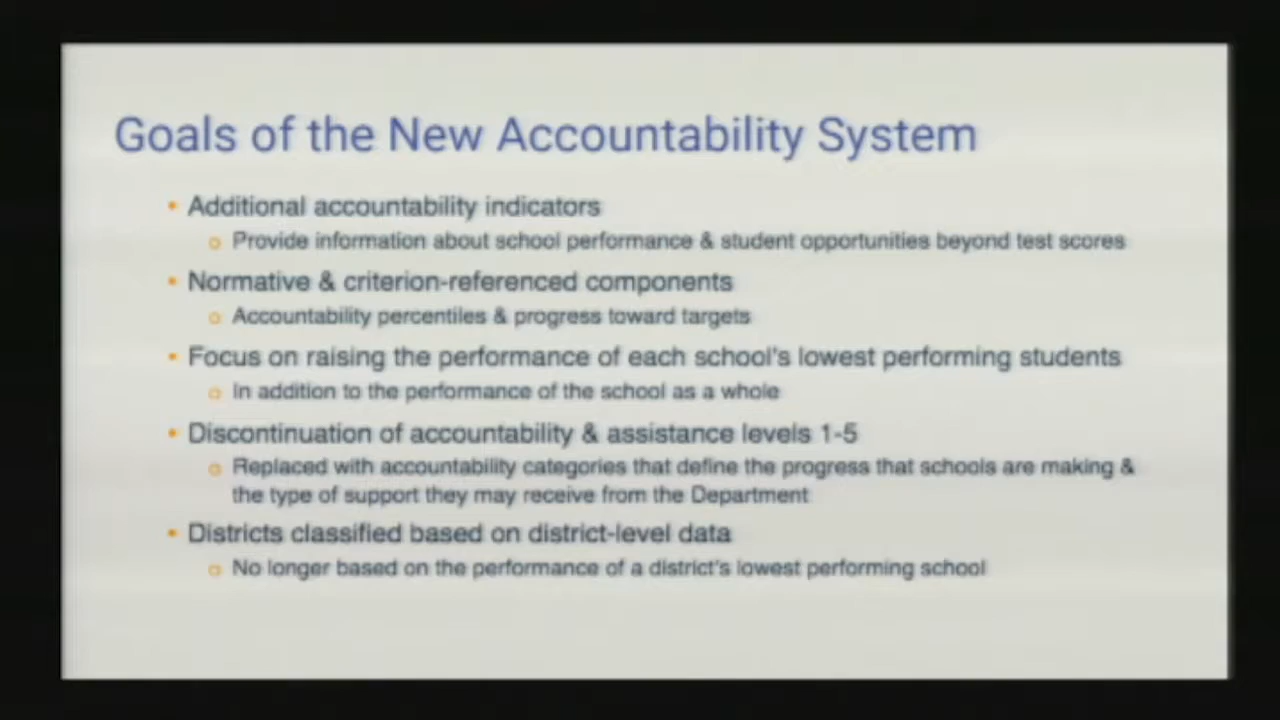 Goals of the New Accountability System
• Additional accountability indicators
o Provide information about school performance & student opportunities beyond test scores
• Normative & criterion-referenced components
o Accountability percentiles & progress toward targets
• Focus on raising the performance of each school's lowest performing students
o In addition to the performance of the school as a whole
• Discontinuation of accountability & assistance levels 1-5
o Replaced with accountability categories that define the progress that schools are making &
the type of support they may receive from the Department
• Districts classified based on district-level data
o No longer based on the performance of a district's lowest performing school